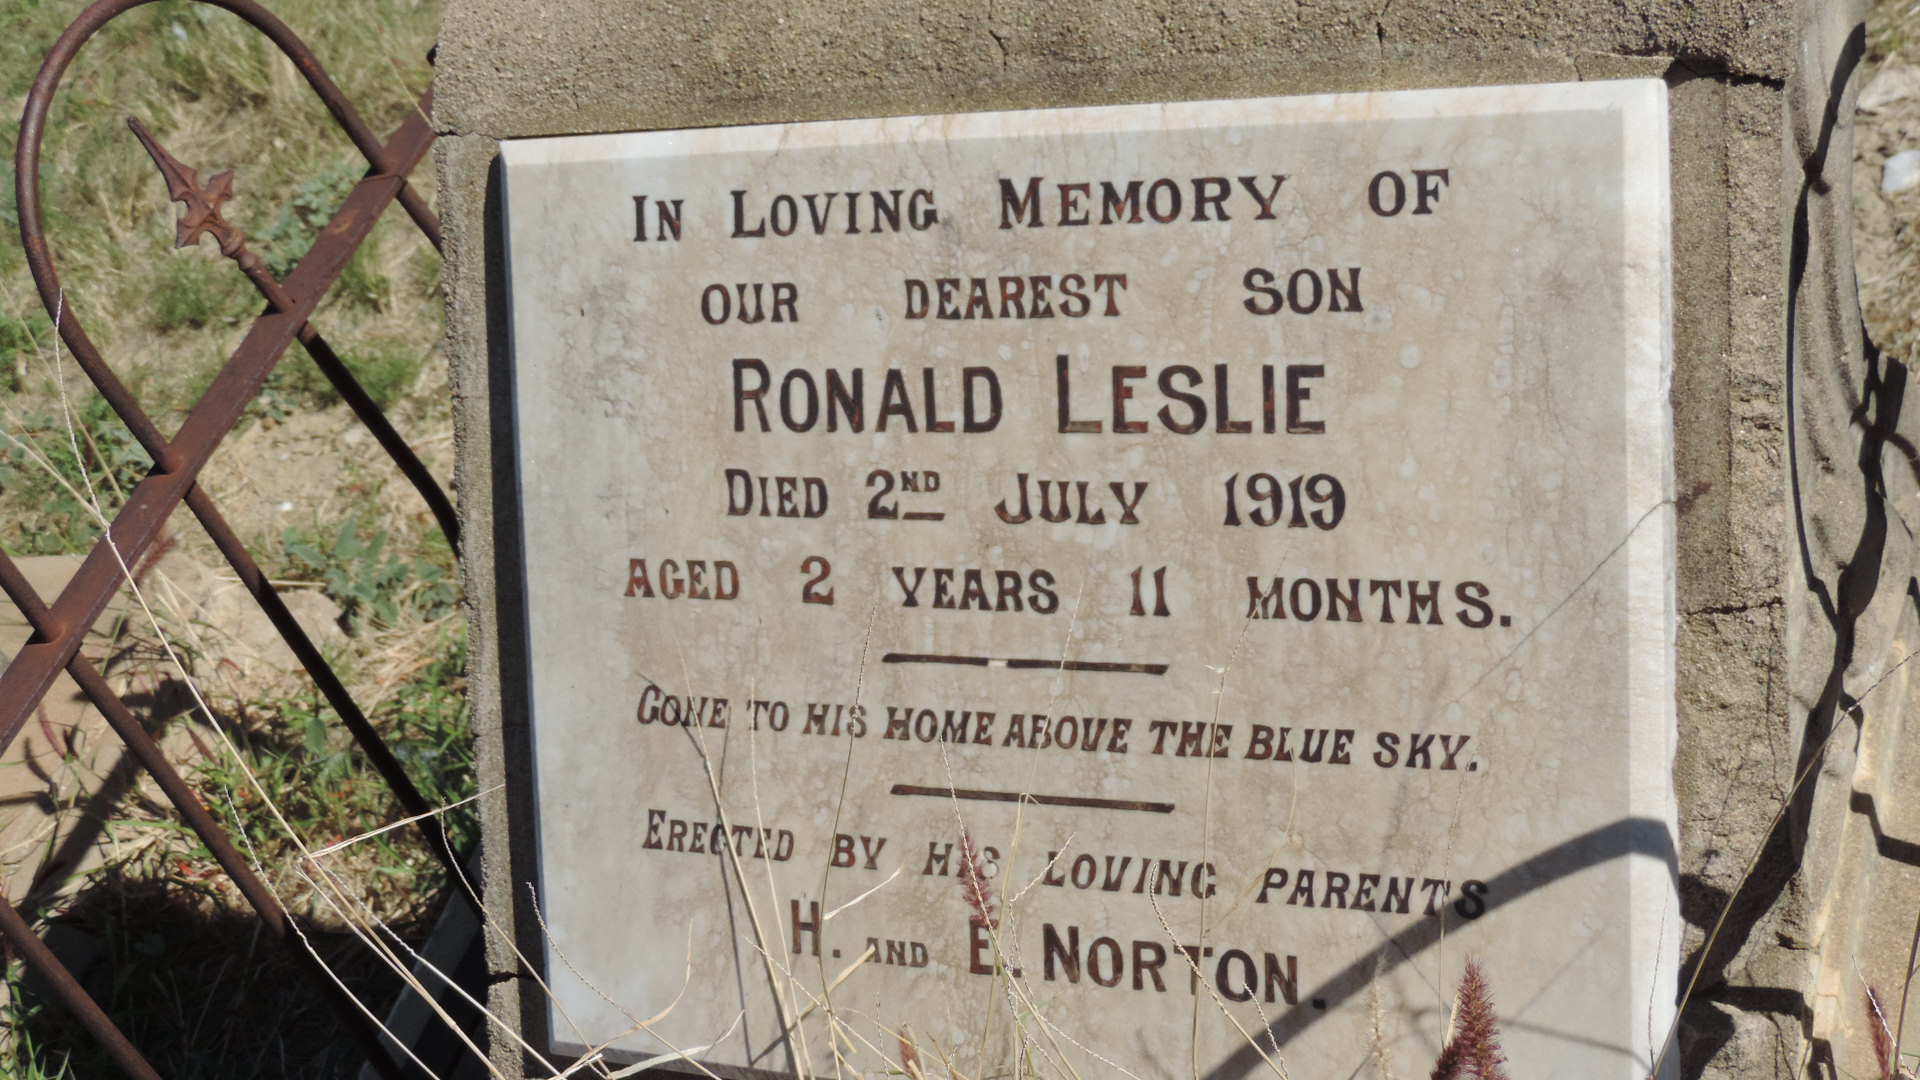 IN LOVING MEMORY OF
OUR DEAREST SON
RONALD LESLIE
DIED 2ND JULY 1919
AGED 2 YEARS 11 MONTHS.
GONE TO HIS HOME ABOVE THE BLUE SKY.
ERECTED BY HIS LOVING PARENTS
H. AND E. NORTON.